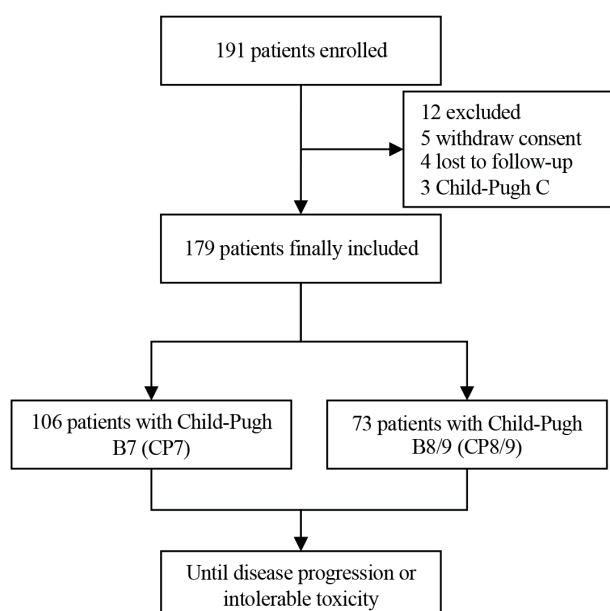 191 patients enrolled
12 excluded
5 withdraw consent
4 lost to follow-up
3 Child-Pugh C
179 patients finally included
106 patients with Child-Pugh
B7 (CP7)
73 patients with Child-Pugh
B8/9 (CP8/9)
Until disease progression or
intolerable toxicity